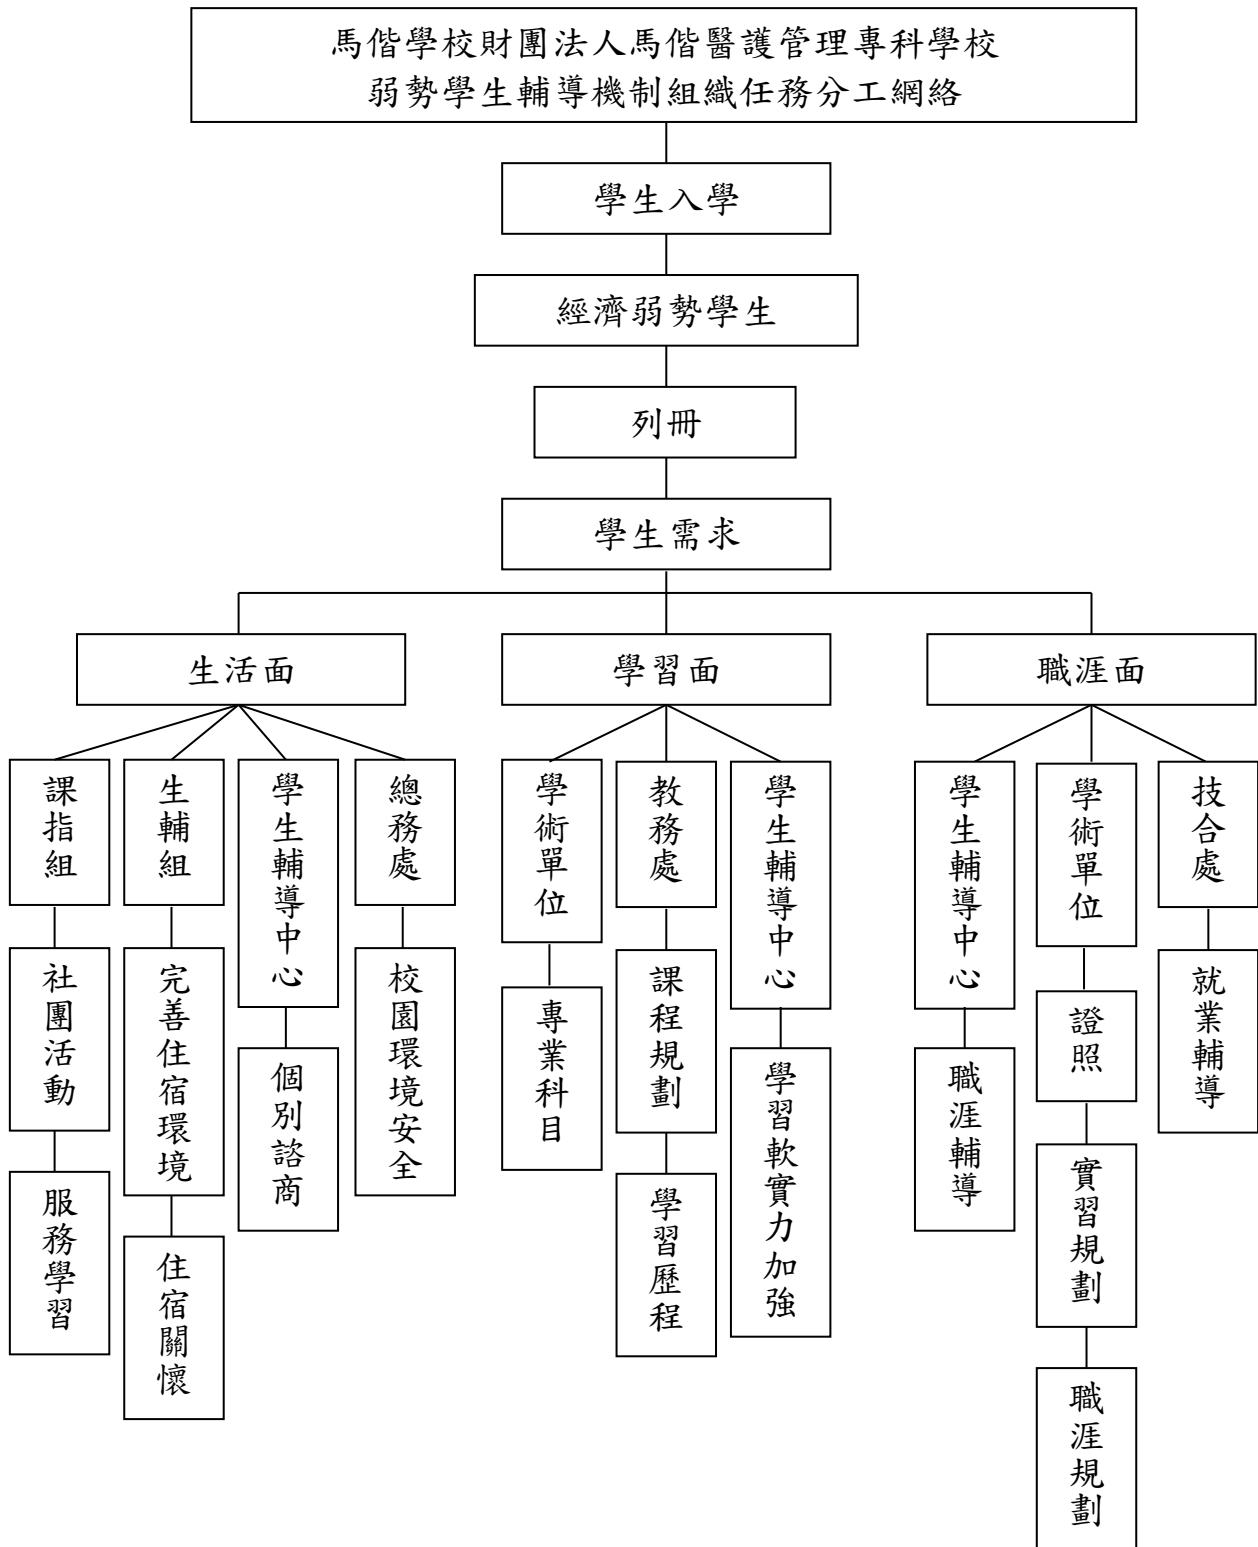 馬偕學校財團法人馬偕醫護管理專科學校
弱勢學生輔導機制組織任務分工網絡
學生入學
經濟弱勢學生
列冊
學生需求
生活面
學習面
職涯面
課指組
社團活動
服務學習
生輔組
完善住宿環境
住宿關懷
學生輔導中心
個別諮商
總務處
校園環境安全
學術單位
專業科目
教務處
課程規劃
學習歷程
學生輔導中心
學習軟實力加強
學生輔導中心
職涯輔導
學術單位
證照
實習規劃
職涯規劃
技合處
就業輔導